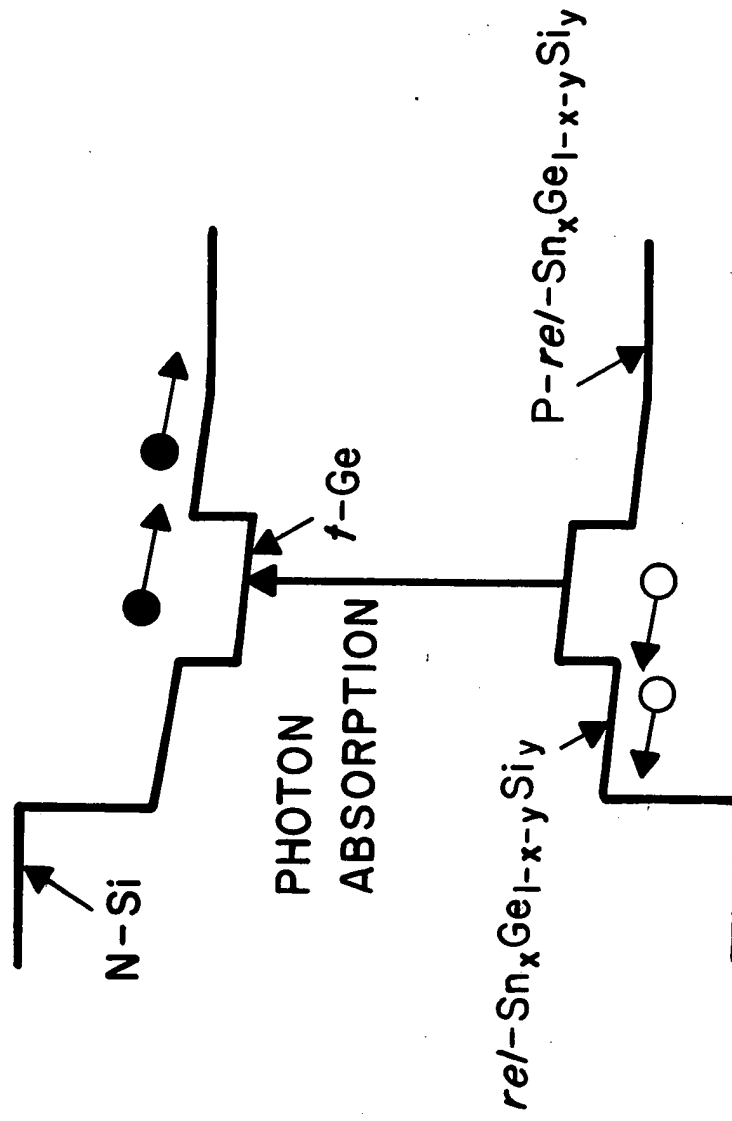 N-Si
PHOTON
ABSORPTION
t-Ge
rel-SnxGe1-x-ySiy
P-rel-SnxGe1-x-ySiy